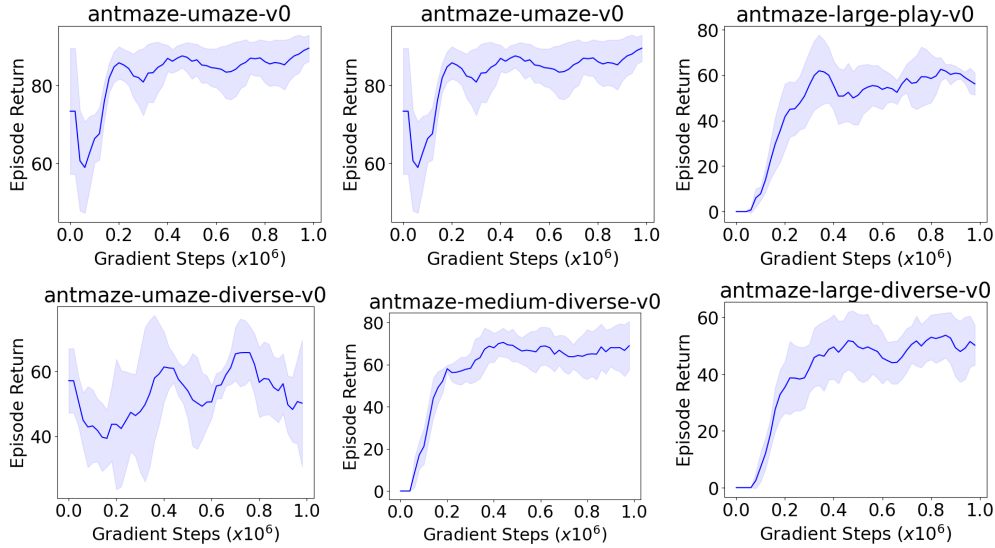 antmaze-umaze-v0
Episode Return
80
60
0.0 0.2 0.4 0.6 0.8 1.0
Gradient Steps (x10^6)
antmaze-umaze-v0
Episode Return
80
60
0.0 0.2 0.4 0.6 0.8 1.0
Gradient Steps (x10^6)
antmaze-large-play-v0
Episode Return
80
60
40
20
0
0.0 0.2 0.4 0.6 0.8 1.0
Gradient Steps (x10^6)
antmaze-umaze-diverse-v0
Episode Return
60
40
0.0 0.2 0.4 0.6 0.8 1.0
Gradient Steps (x10^6)
antmaze-medium-diverse-v0
Episode Return
80
60
40
20
0
0.0 0.2 0.4 0.6 0.8 1.0
Gradient Steps (x10^6)
antmaze-large-diverse-v0
Episode Return
60
40
20
0
0.0 0.2 0.4 0.6 0.8 1.0
Gradient Steps (x10^6)